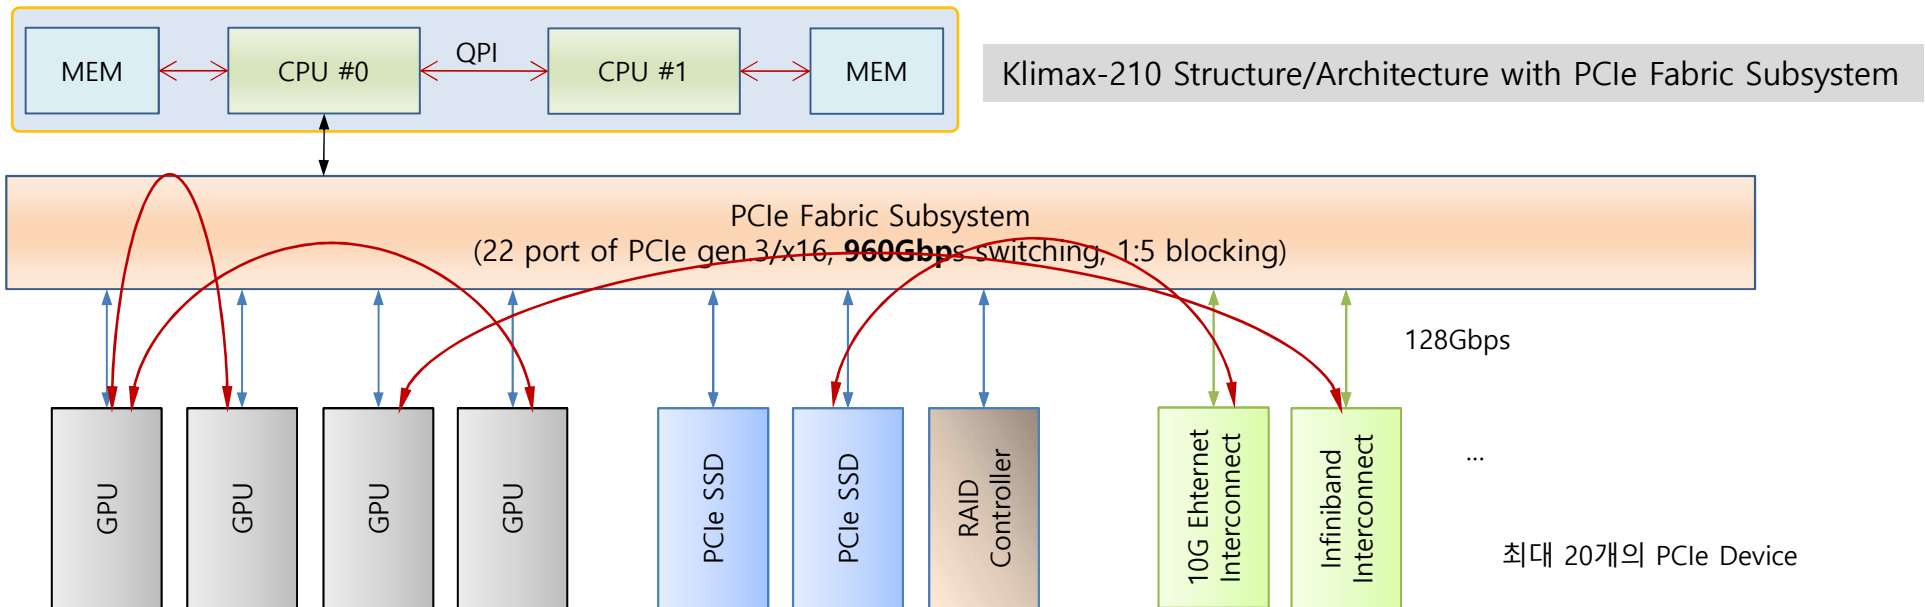 MEM
CPU #0
QPI
CPU #1
MEM
Klimax-210 Structure/Architecture with PCIe Fabric Subsystem
PCIe Fabric Subsystem
(22 port of PCIe gen.3/x16, 960Gbps switching, 1:5 blocking)
128Gbps
GPU
GPU
GPU
GPU
PCIe SSD
PCIe SSD
RAID
Controller
10G Ehternet
Interconnect
Infiniband
Interconnect
...
최대 20개의 PCIe Device